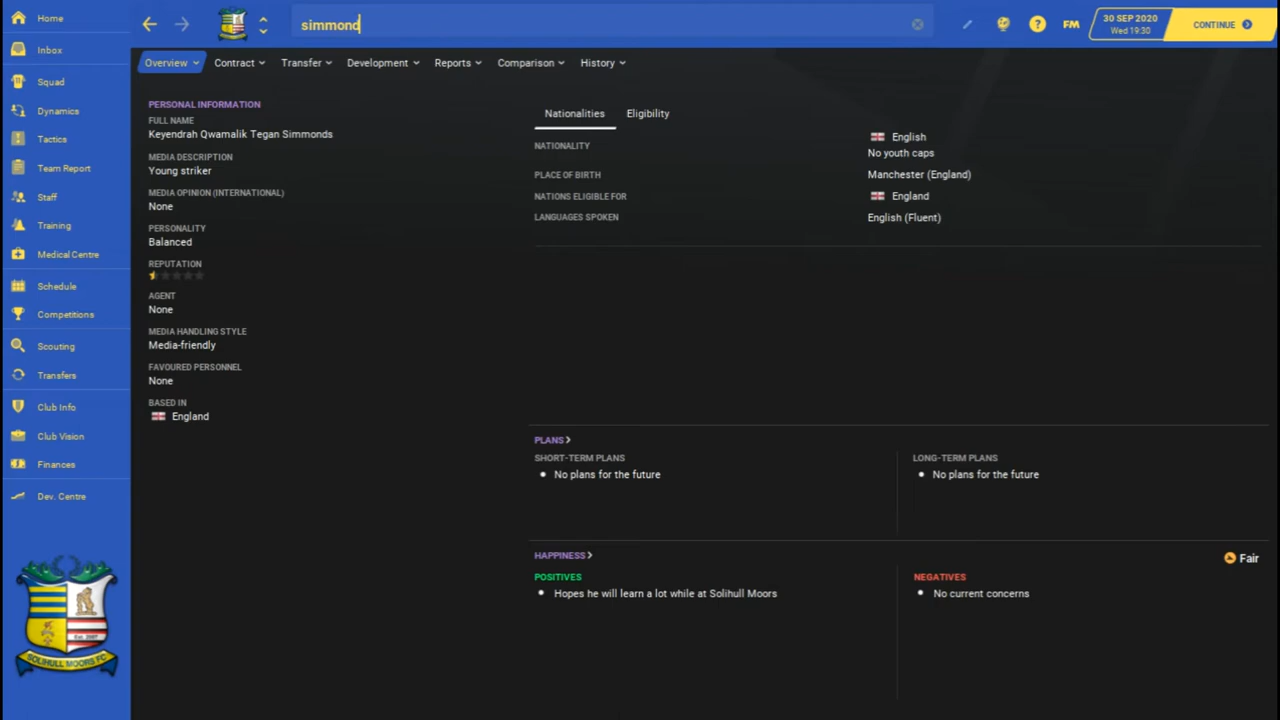 Home
Inbox
Squad
Dynamics
Tactics
Team Report
Staff
Training
Medical Centre
Schedule
Competitions
Scouting
Transfers
Club Info
Club Vision
Finances
Dev. Centre
Est. 2007
SOLIHULL MOORS FC
simmond
FM
30 SEP 2020
Wed 19:30
CONTINUE
Overview
Contract
Transfer
Development
Reports
Comparison
History
PERSONAL INFORMATION
FULL NAME
Keyendrah Qwamalik Tegan Simmonds
MEDIA DESCRIPTION
Young striker
MEDIA OPINION (INTERNATIONAL)
None
PERSONALITY
Balanced
REPUTATION
AGENT
None
MEDIA HANDLING STYLE
Media-friendly
FAVOURED PERSONNEL
None
BASED IN
England
Nationalities Eligibility
NATIONALITY English
No youth caps
PLACE OF BIRTH Manchester (England)
NATIONS ELIGIBLE FOR England
LANGUAGES SPOKEN English (Fluent)
PLANS
SHORT-TERM PLANS
No plans for the future
LONG-TERM PLANS
No plans for the future
HAPPINESS
Fair
POSITIVES
Hopes he will learn a lot while at Solihull Moors
NEGATIVES
No current concerns